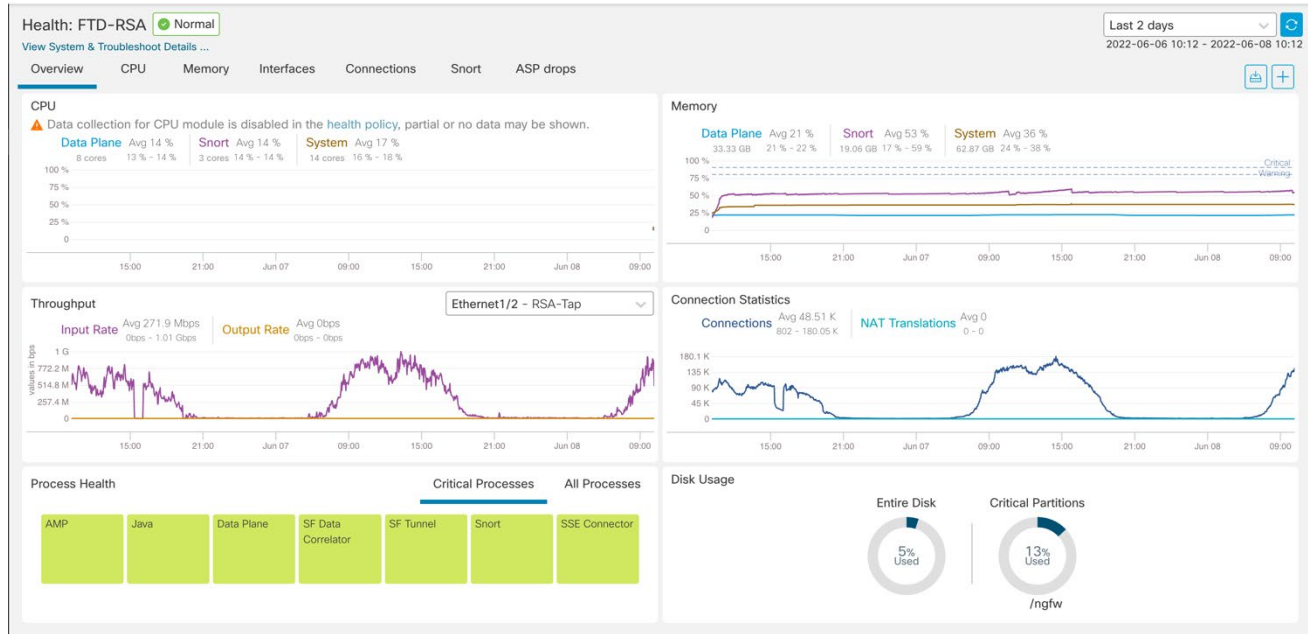 Health: FTD-RSA Normal
View System & Troubleshoot Details ...
Last 2 days
2022-06-06 10:12 - 2022-06-08 10:12
Overview CPU Memory Interfaces Connections Snort ASP drops
CPU
Data collection for CPU module is disabled in the health policy, partial or no data may be shown.
Data Plane Avg 14 % Snort Avg 14 % System Avg 17 %
8 cores 13 % - 14 % 3 cores 14 % - 14 % 14 cores 16 % - 18 %
100 %
75 %
50 %
25 %
0
15:00 21:00 Jun 07 09:00 15:00 21:00 Jun 08 09:00
Memory
Data Plane Avg 21 % Snort Avg 53 % System Avg 36 %
33.33 GB 21 % - 22 % 19.06 GB 17 % - 59 % 62.87 GB 24 % - 38 %
100 %
Critical
75 %
Warning
50 %
25 %
0
15:00 21:00 Jun 07 09:00 15:00 21:00 Jun 08 09:00
Throughput
Ethernet1/2 - RSA-Tap
Input Rate Avg 271.9 Mbps Output Rate Avg 0bps
0bps - 1.01 Gbps 0bps - 0bps
values in bps
1 G
772.2 M
514.8 M
257.4 M
0
15:00 21:00 Jun 07 09:00 15:00 21:00 Jun 08 09:00
Connection Statistics
Connections Avg 48.51 K NAT Translations Avg 0
802 - 180.05 K 0 - 0
180.1 K
135 K
90 K
45 K
0
15:00 21:00 Jun 07 09:00 15:00 21:00 Jun 08 09:00
Process Health
Critical Processes All Processes
AMP Java Data Plane SF Data Correlator SF Tunnel Snort SSE Connector
Disk Usage
Entire Disk Critical Partitions
5% Used
13% Used
/ngfw